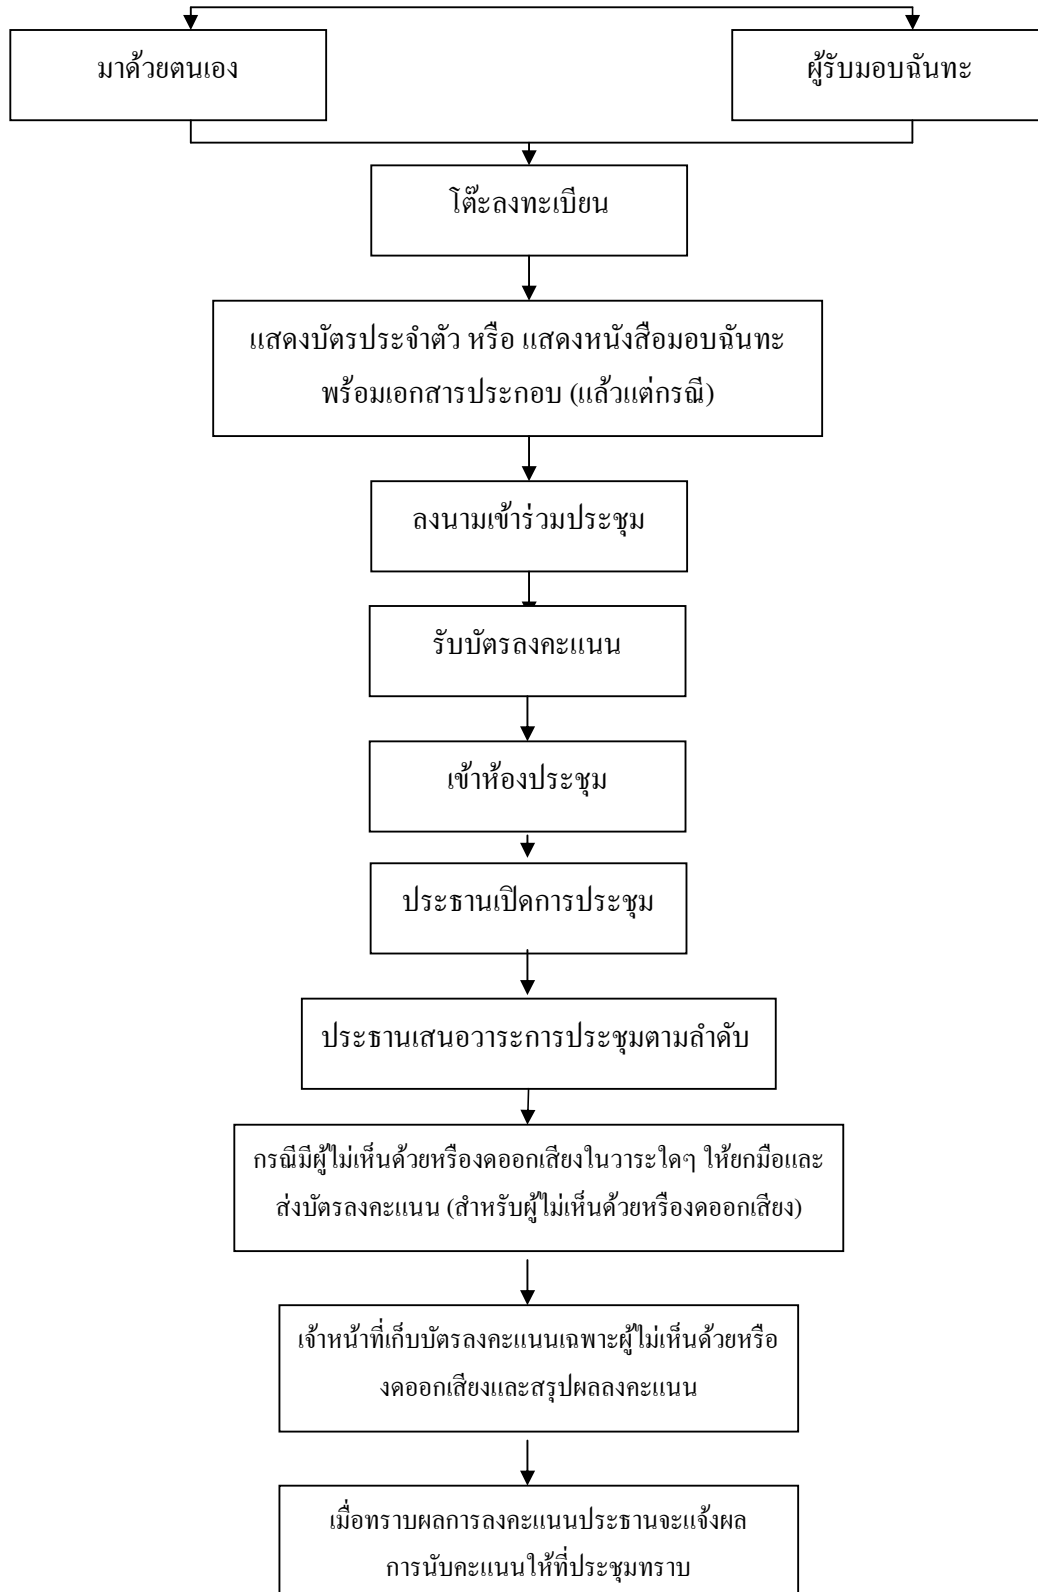 มาด้วยตนเอง
ผู้รับมอบฉันทะ
โต๊ะลงทะเบียน
แสดงบัตรประจำตัว หรือ แสดงหนังสือมอบฉันทะ
พร้อมเอกสารประกอบ (แล้วแต่กรณี)
ลงนามเข้าร่วมประชุม
รับบัตรลงคะแนน
เข้าห้องประชุม
ประธานเปิดการประชุม
ประธานเสนอวาระการประชุมตามลำดับ
กรณีมีผู้ไม่เห็นด้วยหรืองดออกเสียงในวาระใดๆ ให้ยกมือและ
ส่งบัตรลงคะแนน (สำหรับผู้ไม่เห็นด้วยหรืองดออกเสียง)
เจ้าหน้าที่เก็บบัตรลงคะแนนเฉพาะผู้ไม่เห็นด้วยหรือ
งดออกเสียงและสรุปผลลงคะแนน
เมื่อทราบผลการลงคะแนนประธานจะแจ้งผล
การนับคะแนนให้ที่ประชุมทราบ